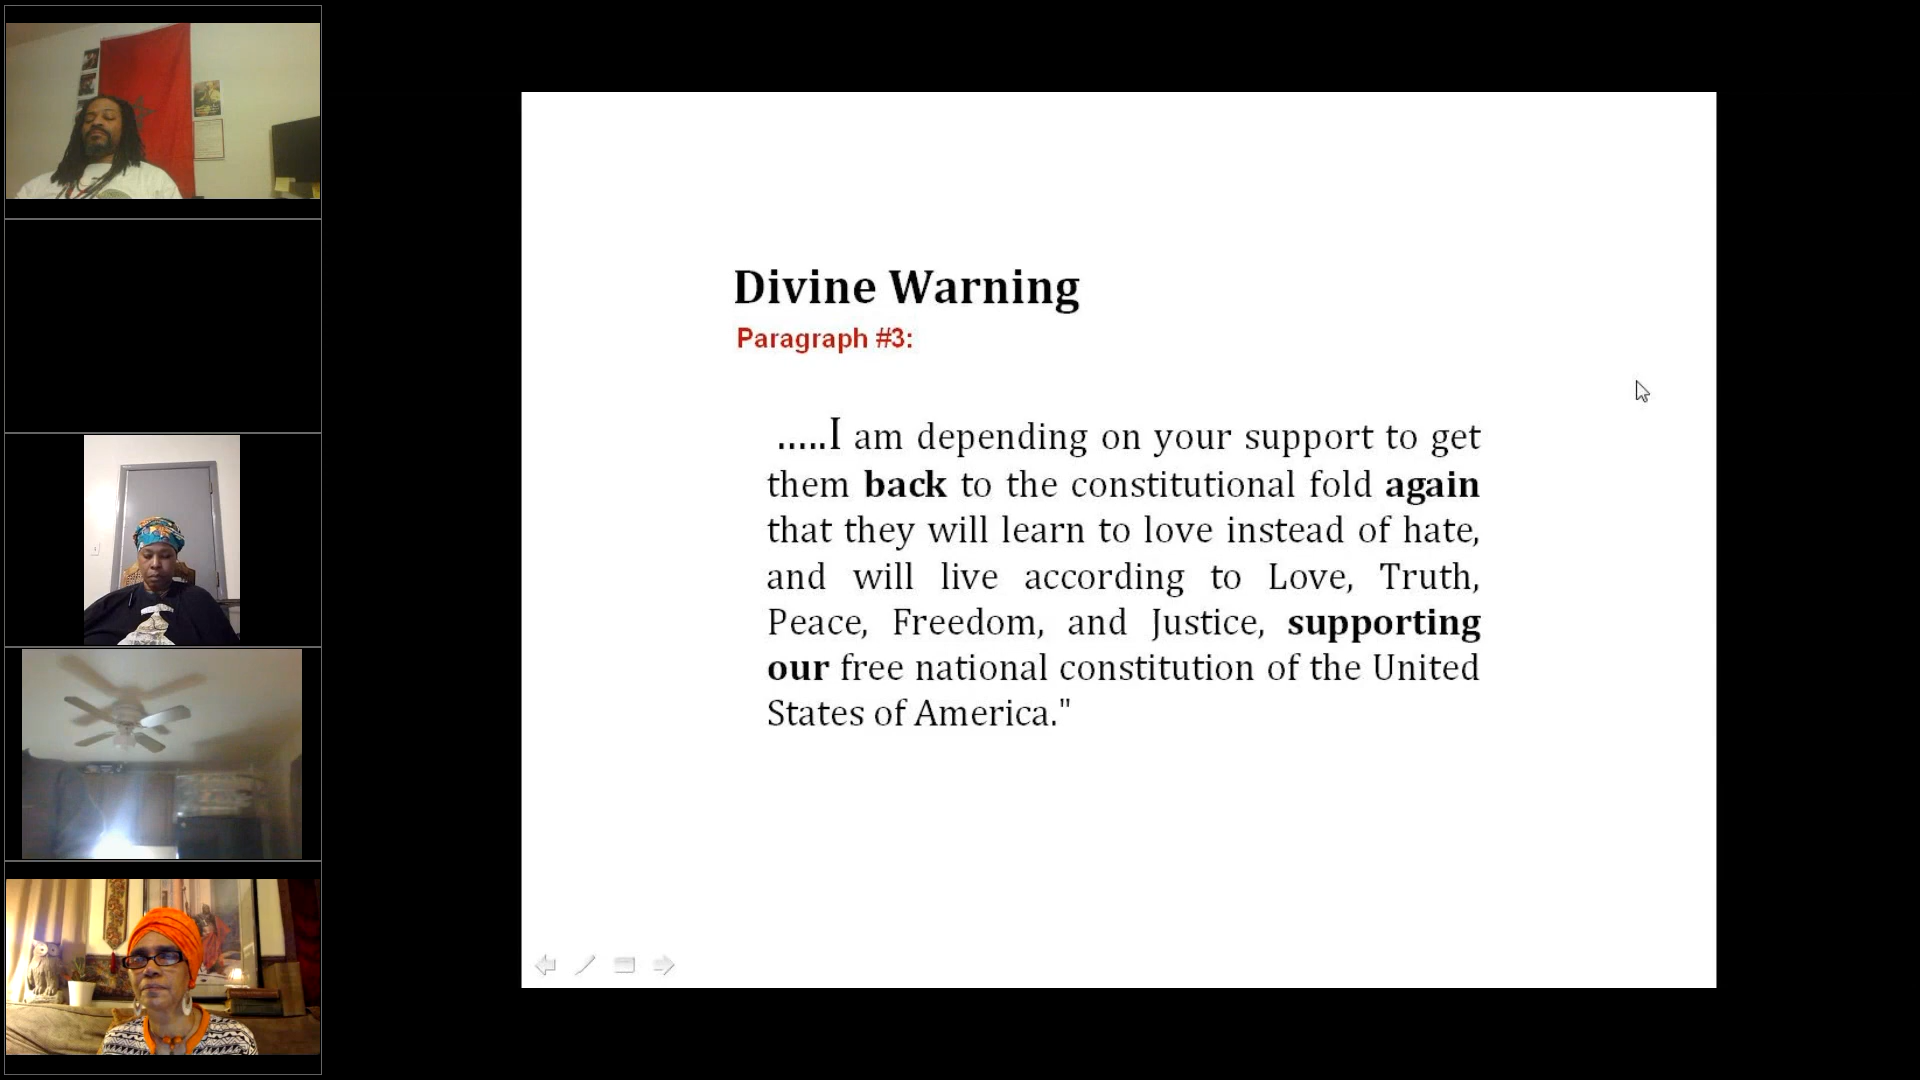 Divine Warning
Paragraph #3:
.....I am depending on your support to get
them back to the constitutional fold again
that they will learn to love instead of hate,
and will live according to Love, Truth,
Peace, Freedom, and Justice, supporting
our free national constitution of the United
States of America."